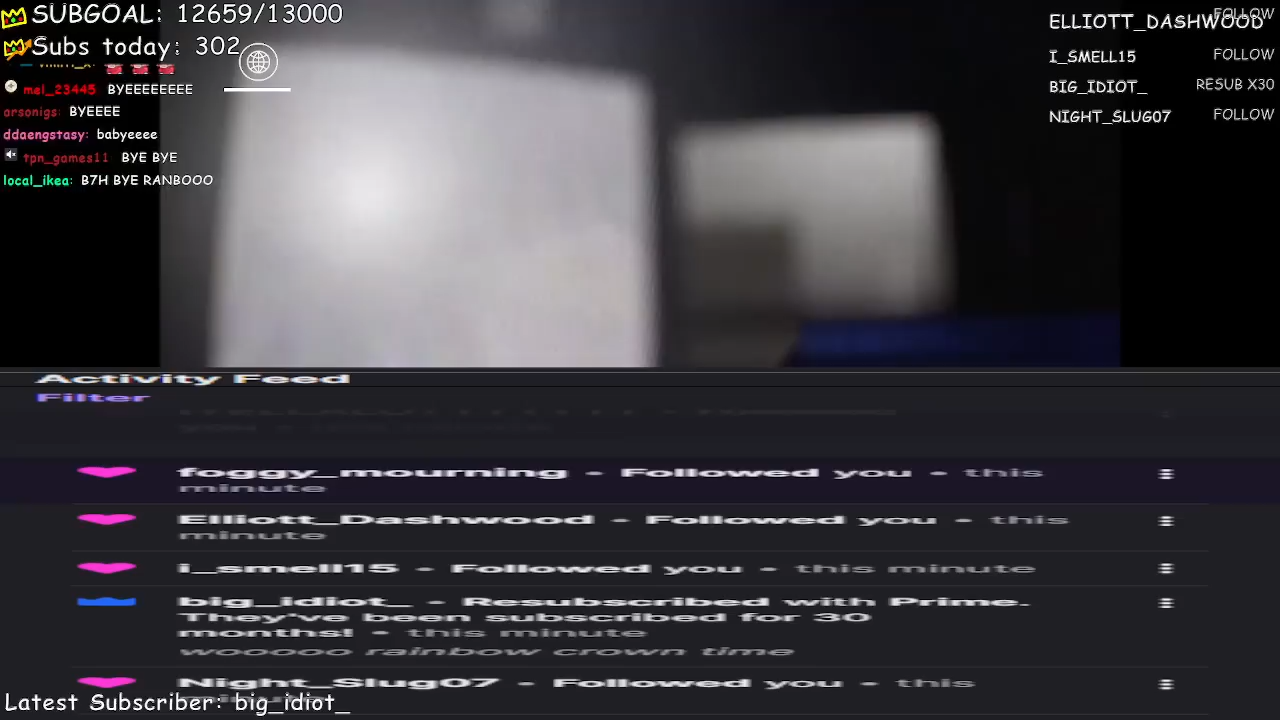 SUBGOAL: 12659/13000
Subs today: 302
mel_23445 BYEEEEEEEE
arsonigs: BYEEEE
ddaengstasy: babyeeee
tpn_games11 BYE BYE
local_ikea: B7H BYE RANBOOO
ELLIOTT_DASHWOOD FOLLOW
I_SMELL15 FOLLOW
BIG_IDIOT_ RESUB X30
NIGHT_SLUG07 FOLLOW
Activity Feed
Filter
foggy_mourning • Followed you • this
minute
Elliott_Dashwood • Followed you • this
minute
i_smell15 • Followed you • this minute
big_idiot_ • Resubscribed with Prime.
They've been subscribed for 30
months! • this minute
wooooo rainbow crown time
Night_Slug07 • Followed you • this
Latest Subscriber: big_idiot_